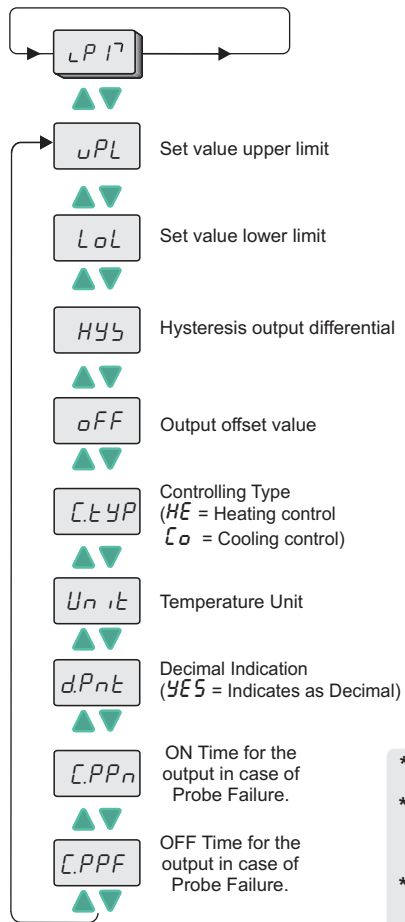 uPL
Set value upper limit
LoL
Set value lower limit
HYS
Hysteresis output differential
oFF
Output offset value
C.tYP
Controlling Type
(HE = Heating control
Co = Cooling control)
Unit
Temperature Unit
d.Pnt
Decimal Indication
(YES = Indicates as Decimal)
C.PPn
ON Time for the
output in case of
Probe Failure.
C.PPF
OFF Time for the
output in case of
Probe Failure.
*
*
*